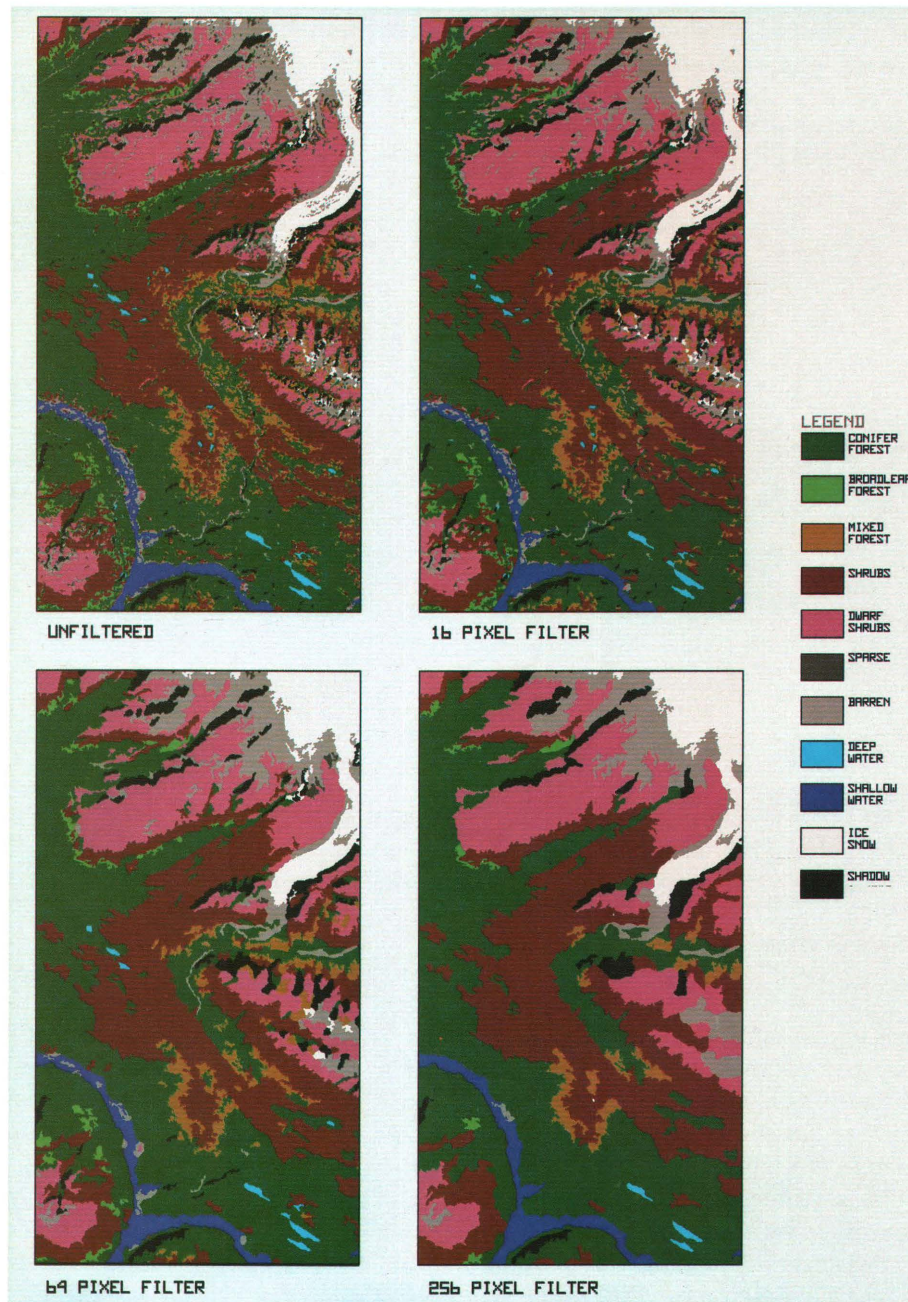 UNFILTERED
16 PIXEL FILTER
LEGEND
CONIFER
FOREST
BROADLEAF
FOREST
MIXED
FOREST
SHRUBS
DWARF
SHRUBS
SPARSE
BARREN
DEEP
WATER
SHALLOW
WATER
ICE
SNOW
SHADOW
64 PIXEL FILTER
256 PIXEL FILTER